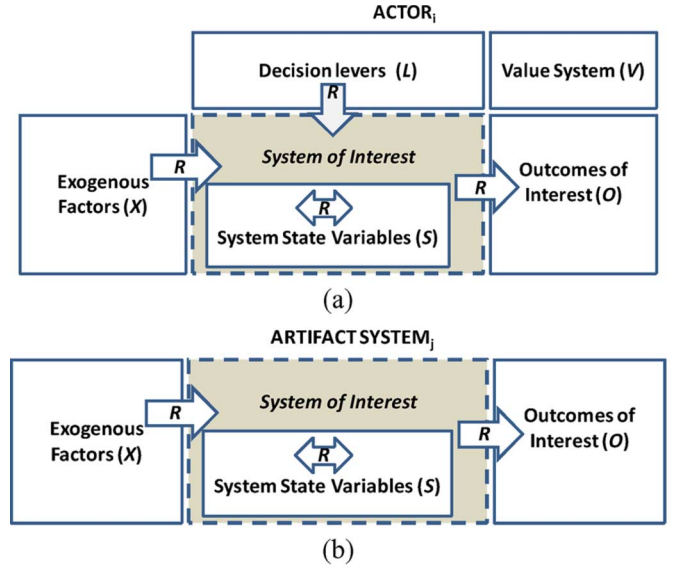 ACTORi
Decision levers (L)
Value System (V)
R
System of Interest
Exogenous
Factors (X)
R
R
Outcomes of
Interest (O)
R
System State Variables (S)
(a)
ARTIFACT SYSTEMj
System of Interest
Exogenous
Factors (X)
R
R
Outcomes of
Interest (O)
R
System State Variables (S)
(b)